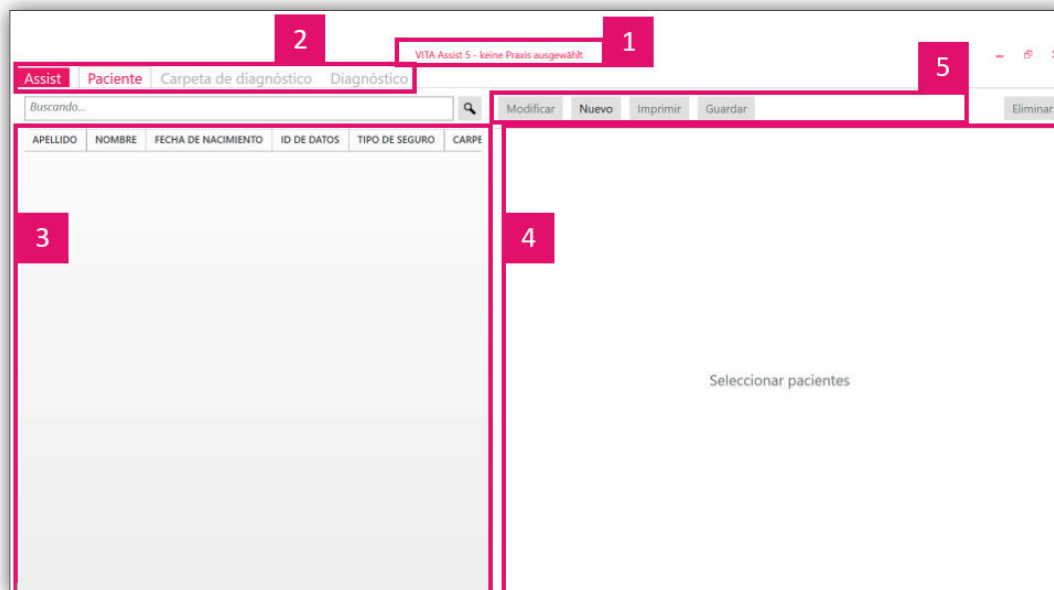 2
1
VITA Assist 5 - keine Praxis ausgewählt
5
Assist Paciente Carpeta de diagnóstico Diagnóstico
Buscando...
Modificar Nuevo Imprimir Guardar Eliminar
APELLIDO NOMBRE FECHA DE NACIMIENTO ID DE DATOS TIPO DE SEGURO CARPE
3
4
Seleccionar pacientes